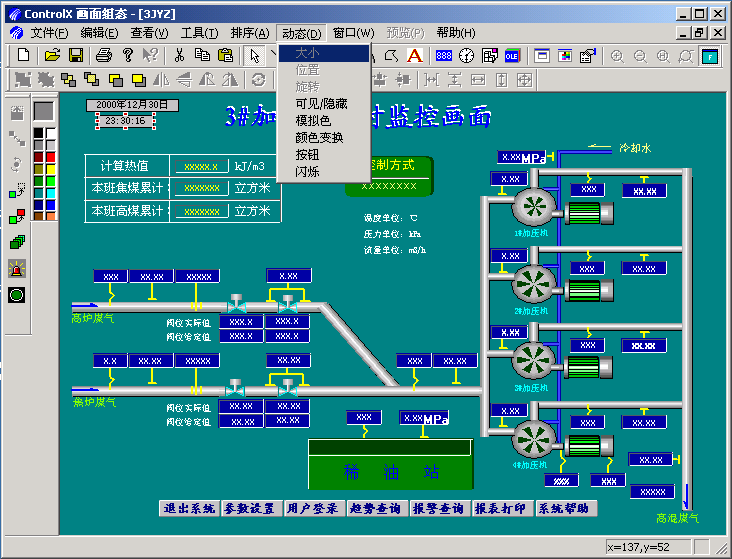 ControlX 画面组态 - [3JYZ]
文件(F) 编辑(E) 查看(V) 工具(T) 排序(A) 动态(D) 窗口(W) 预览(P) 帮助(H)
888 OLE
大小
位置
旋转
可见/隐藏
模拟色
颜色变换
按钮
闪烁
2000年12月30日
23:30:16
3#加 时监控画面
计算热值 xxxxx.x kJ/m3
本班焦煤累计: xxxxxxx 立方米
本班高煤累计: xxxxxxx 立方米
控制方式
xxxxxxxx
温度单位: ℃
压力单位: kPa
流量单位: m3/h
冷却水
x.xxMPa
x.xx
xxx xx.xx
1#加压机
x.xx
xxx xx.xx
2#加压机
x.xx
xxx xx.xx
3#加压机
x.xx
xxx xx.xx
4#加压机
xxx xxx
xx.xx
xxxxx
高混煤气
xxx xx.xx xxxxx x.xx
高炉煤气
阀位实际值 xxx.x xxx.x
阀位给定值 xxx.x xxx.x
x.x xx.xx xxxxx xx.xx
xxx xx.xx
焦炉煤气
阀位实际值 xx.xx xx.xx
阀位给定值 xx.xx xx.xx
xxx x.xxMPa
稀 油 站
退出系统 参数设置 用户登录 趋势查询 报警查询 报表打印 系统帮助
x=137,y=52